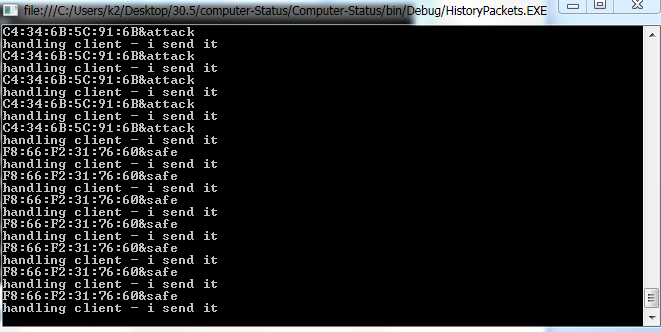 file:///C:/Users/k2/Desktop/30.5/computer-Status/Computer-Status/bin/Debug/HistoryPackets.EXE
C4:34:6B:5C:91:6B&attack
handling client - i send it
C4:34:6B:5C:91:6B&attack
handling client - i send it
C4:34:6B:5C:91:6B&attack
handling client - i send it
C4:34:6B:5C:91:6B&attack
handling client - i send it
C4:34:6B:5C:91:6B&attack
handling client - i send it
F8:66:F2:31:76:60&safe
handling client - i send it
F8:66:F2:31:76:60&safe
handling client - i send it
F8:66:F2:31:76:60&safe
handling client - i send it
F8:66:F2:31:76:60&safe
handling client - i send it
F8:66:F2:31:76:60&safe
handling client - i send it
F8:66:F2:31:76:60&safe
handling client - i send it
F8:66:F2:31:76:60&safe
handling client - i send it